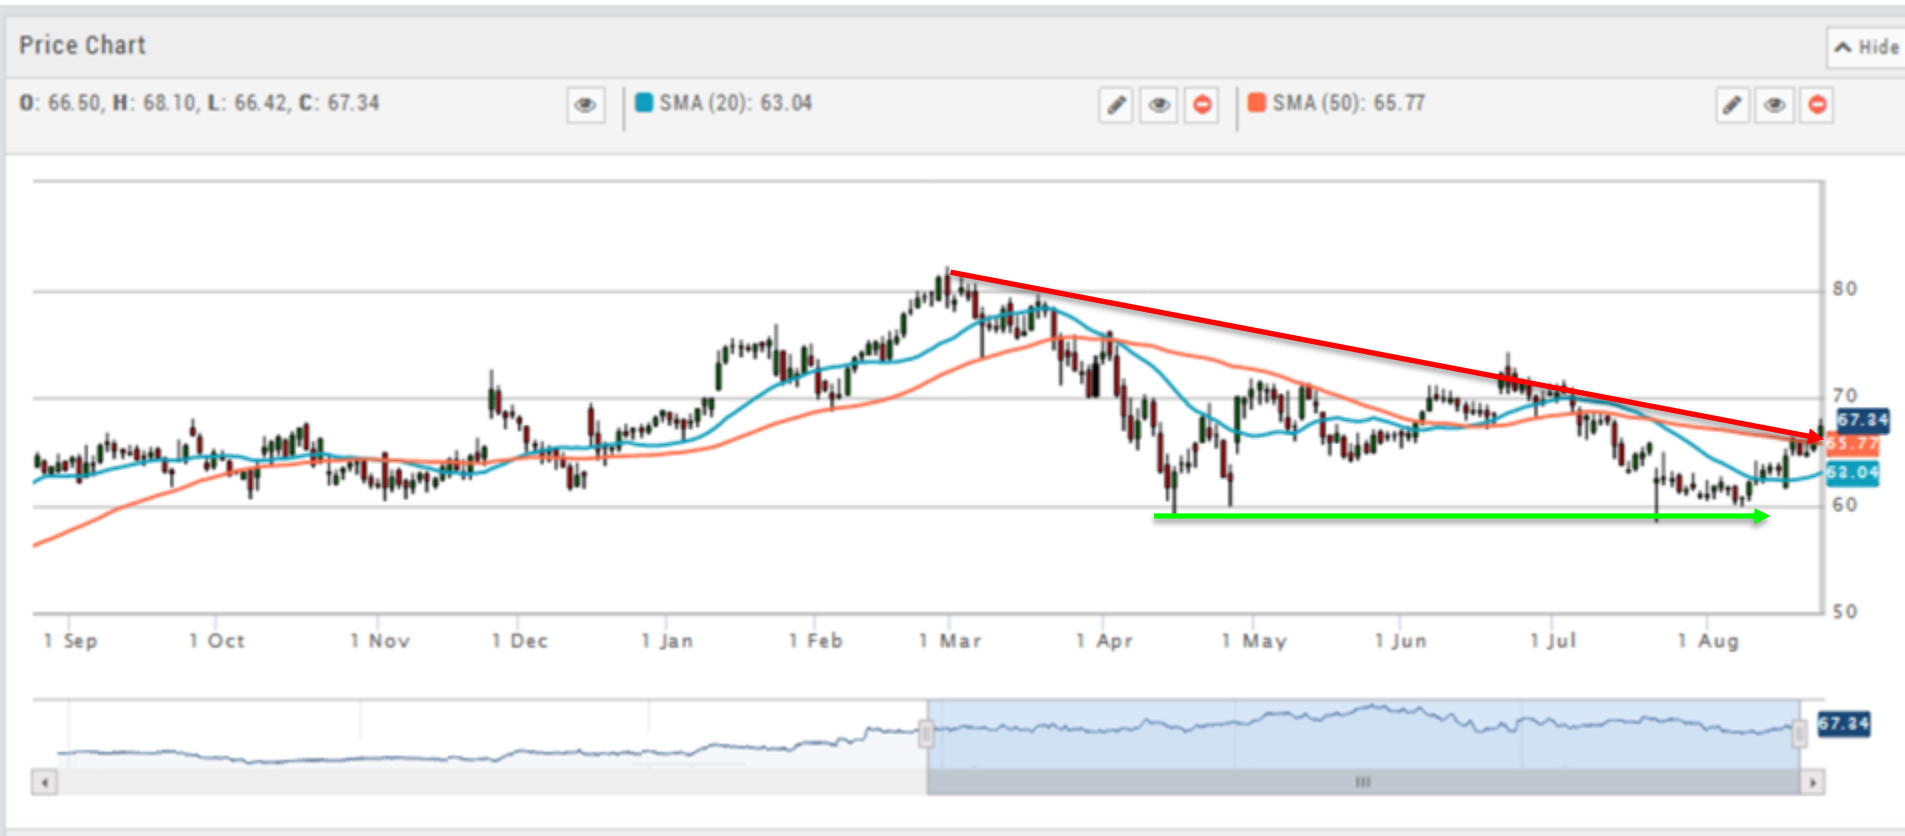 Price Chart
Hide
O: 66.50, H: 68.10, L: 66.42, C: 67.34
SMA (20): 63.04
SMA (50): 65.77
80
70
67.34
65.77
63.04
60
50
1 Sep
1 Oct
1 Nov
1 Dec
1 Jan
1 Feb
1 Mar
1 Apr
1 May
1 Jun
1 Jul
1 Aug
67.34